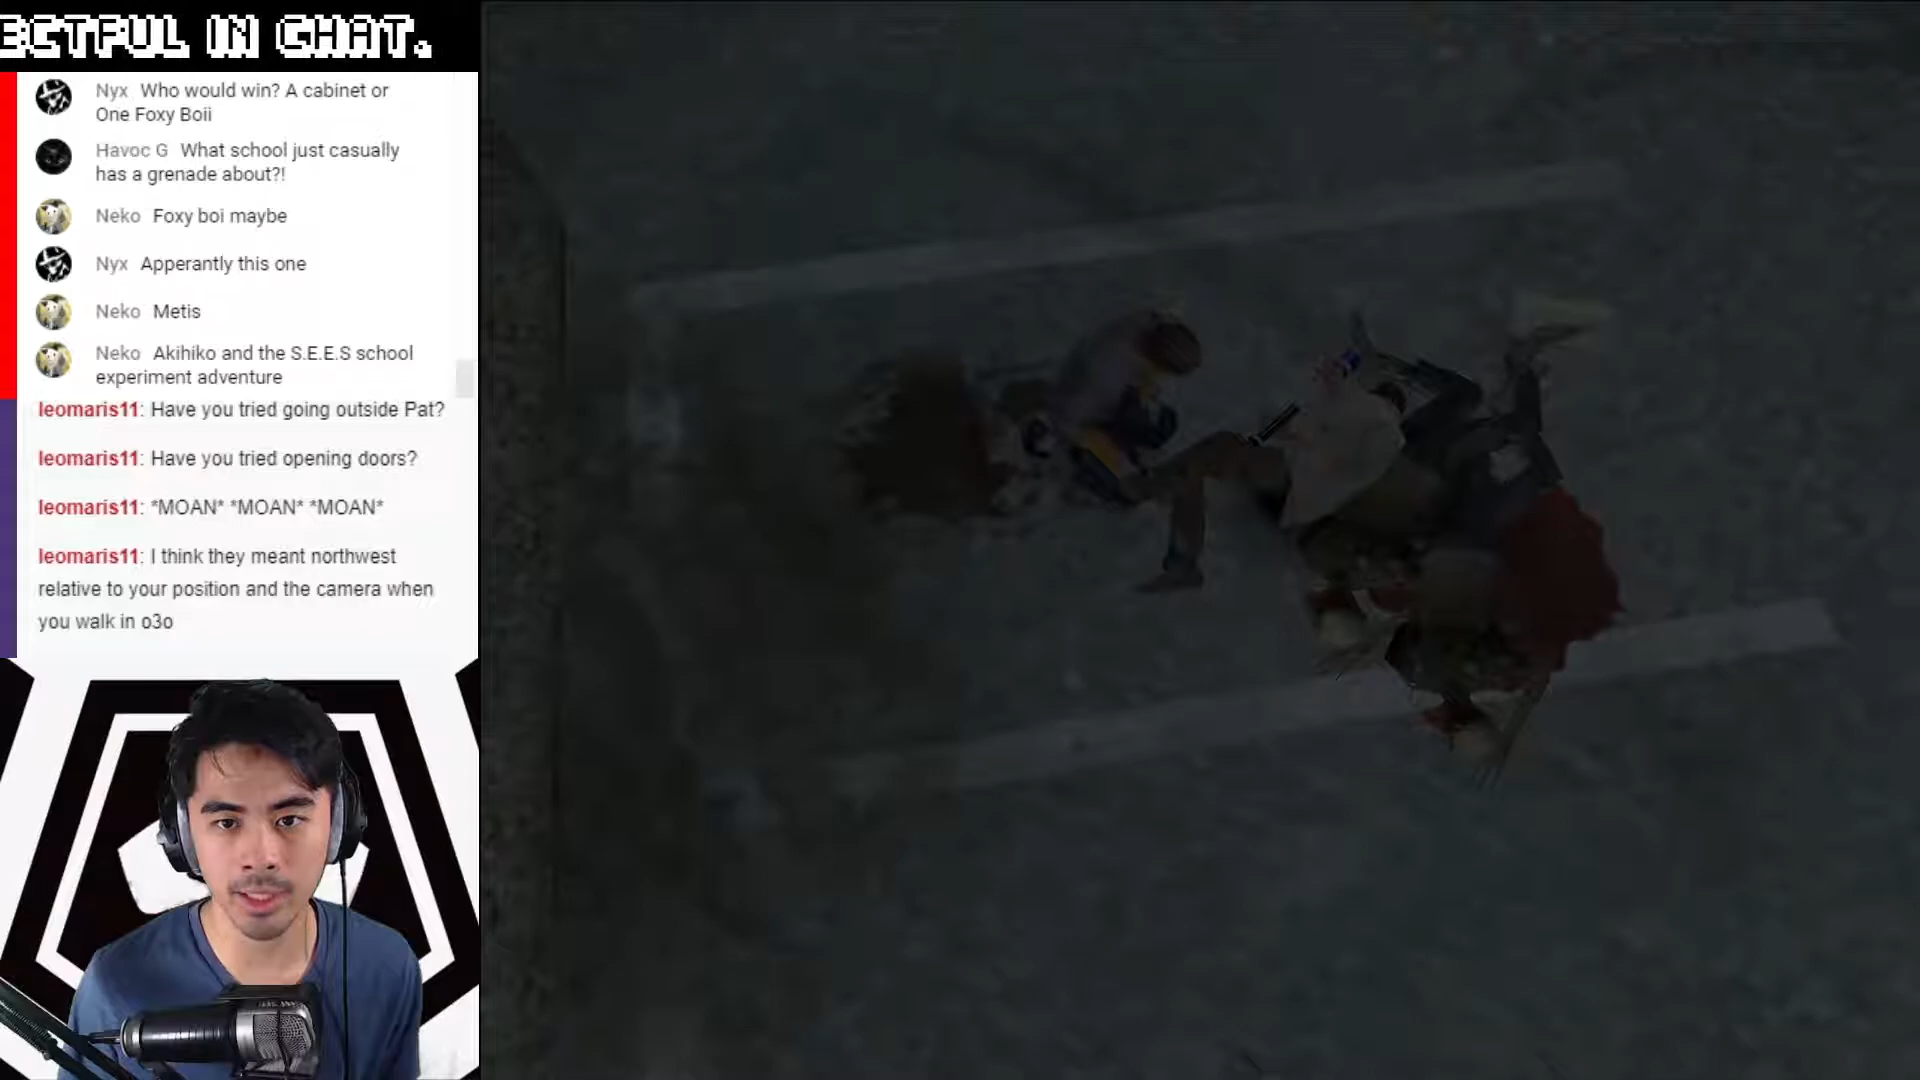 ECTFUL IN CHAT.
Nyx Who would win? A cabinet or
One Foxy Boii
Havoc G What school just casually
has a grenade about?!
Neko Foxy boi maybe
Nyx Apperantly this one
Neko Metis
Neko Akihiko and the S.E.E.S school
experiment adventure
leomaris11: Have you tried going outside Pat?
leomaris11: Have you tried opening doors?
leomaris11: *MOAN* *MOAN* *MOAN*
leomaris11: I think they meant northwest
relative to your position and the camera when
you walk in o3o